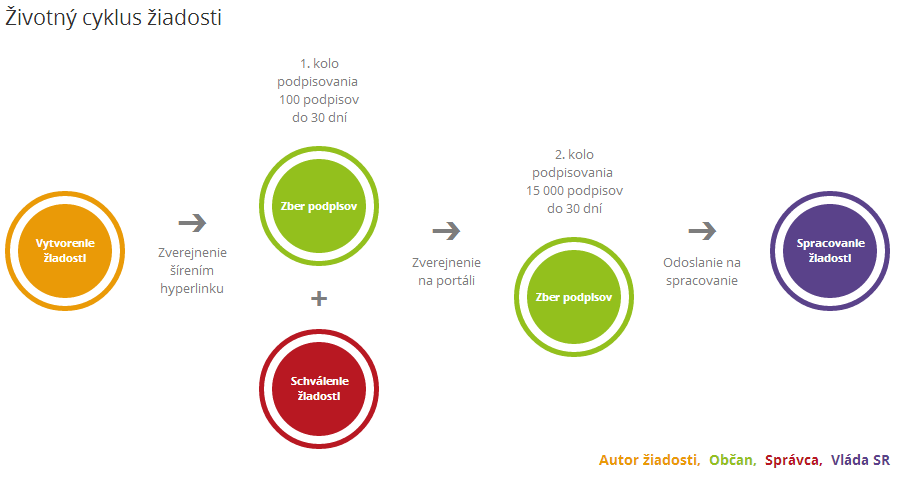 Životný cyklus žiadosti
1. kolo
podpisovania
100 podpisov
do 30 dní
Vytvorenie
žiadosti
Zverejnenie
šírením
hyperlinku
Zber podpisov
+
Schválenie
žiadosti
Zverejnenie
na portáli
2. kolo
podpisovania
15 000 podpisov
do 30 dní
Zber podpisov
Odoslanie na
spracovanie
Spracovanie
žiadosti
Autor žiadosti, Občan, Správca, Vláda SR